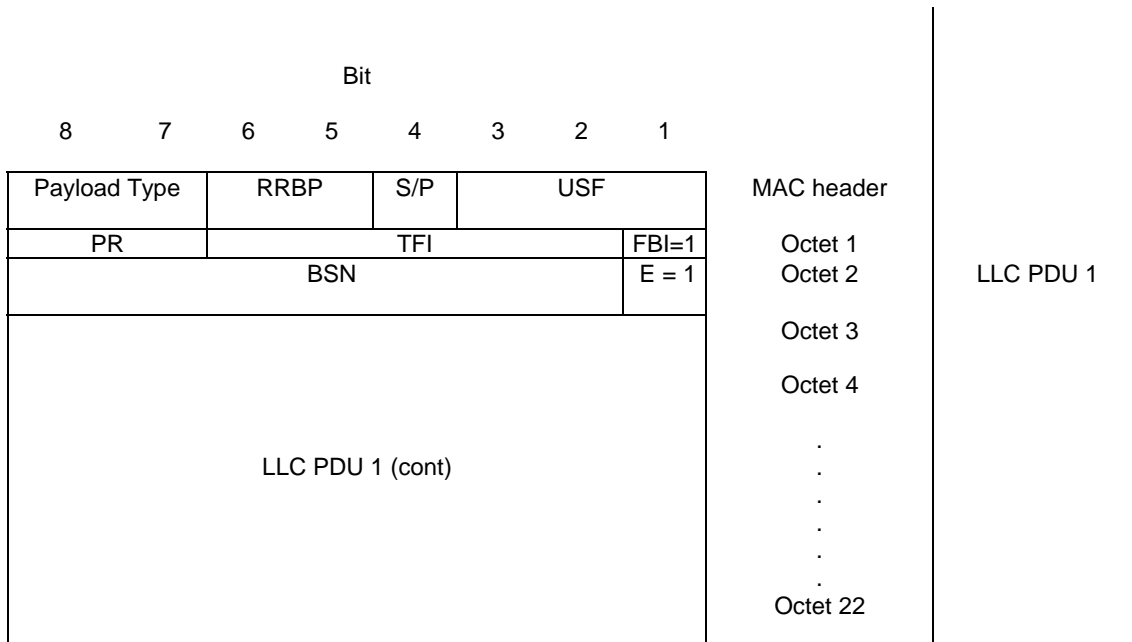 Bit
8 7 6 5 4 3 2 1
Payload Type RRBP S/P USF MAC header
PR TFI FBI=1 Octet 1
BSN E = 1 Octet 2 LLC PDU 1
Octet 3
Octet 4
.
LLC PDU 1 (cont) .
.
.
.
.
Octet 22